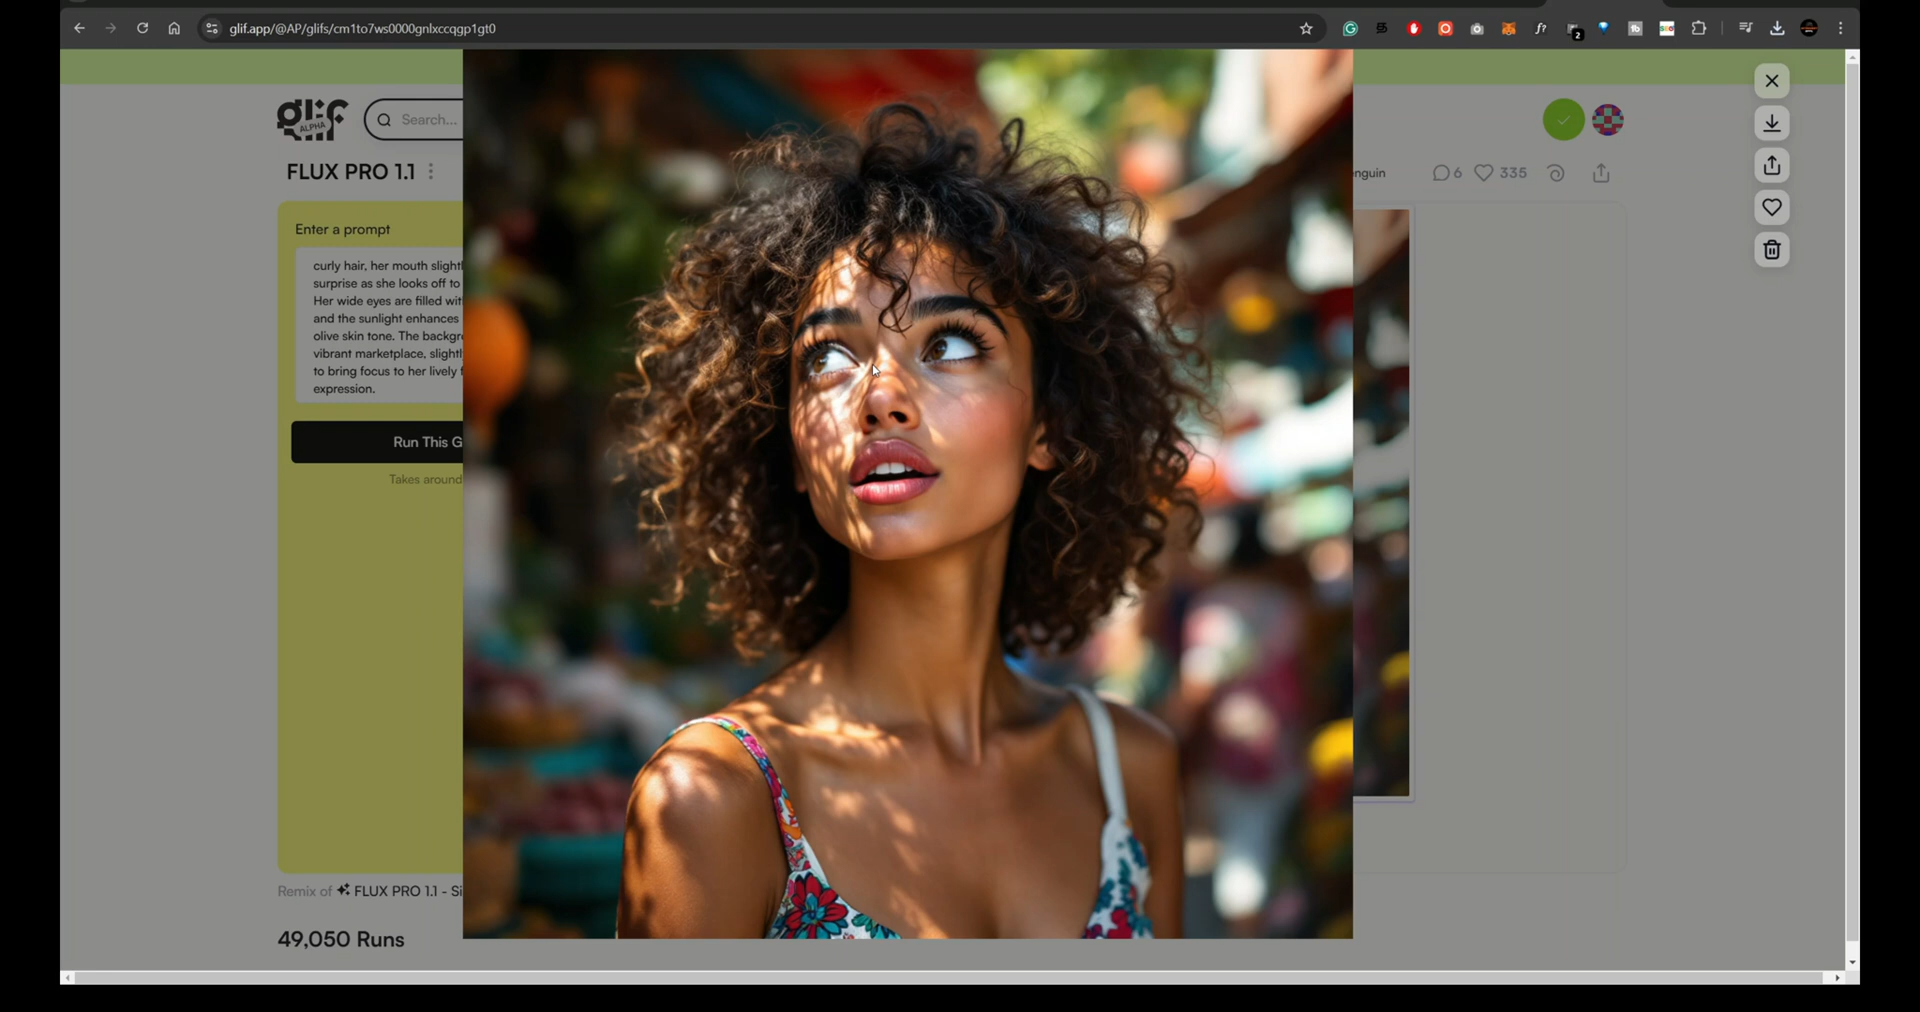 glif.app/@AP/glifs/cm1to7ws0000gnlxccqgp1gt0
2
glif
ALPHA
Search...
FLUX PRO 1.1
nguin
6
335
Enter a prompt
curly hair, her mouth slightl
surprise as she looks off to
Her wide eyes are filled wit
and the sunlight enhances
olive skin tone. The backgr
vibrant marketplace, slightl
to bring focus to her lively f
expression.
Run This G
Takes around
Remix of FLUX PRO 1.1 - Si
49,050 Runs